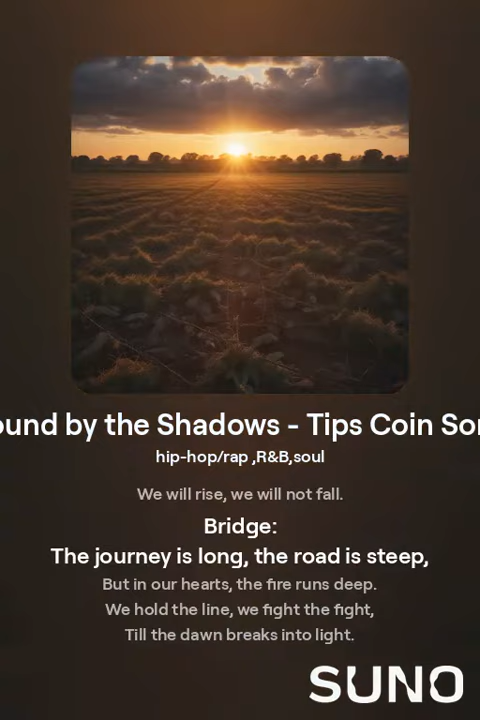 ound by the Shadows - Tips Coin So
hip-hop/rap ,R&B,soul
We will rise, we will not fall.
Bridge:
The journey is long, the road is steep,
But in our hearts, the fire runs deep.
We hold the line, we fight the fight,
Till the dawn breaks into light.
SUNO